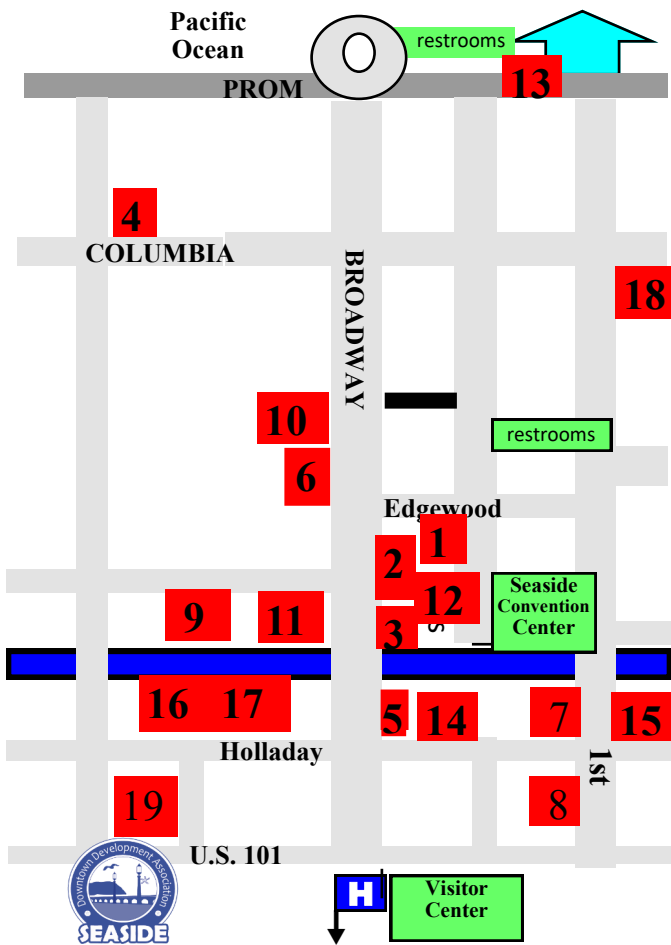 Pacific
Ocean
restrooms
13
PROM
4
COLUMBIA
BROADWAY
18
10
restrooms
6
Edgewood
1
2
12
Seaside
Convention
Center
9
11
3
s
16
17
5
14
7
15
Holladay
1st
19
8
U.S. 101
Downtown Development Association
SEASIDE
H
Visitor
Center